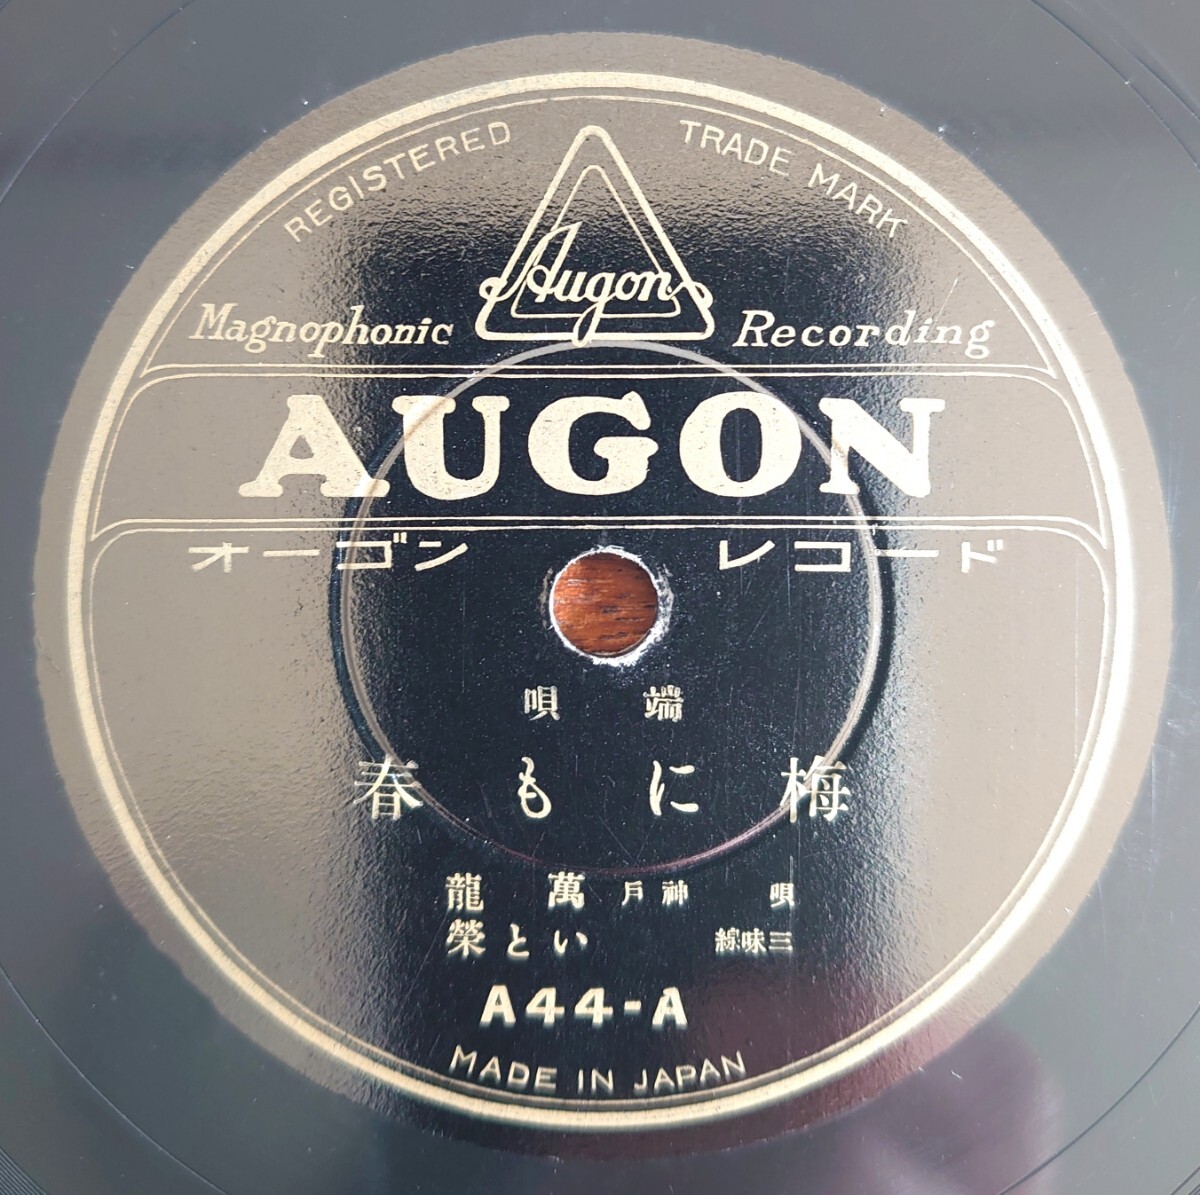 REGISTERED TRADE MARK
Augon
Magnophonic Recording
AUGON
オーゴン レコード
端唄
梅にも春
唄 神戸 萬龍
三味線 いと榮
A44-A
MADE IN JAPAN